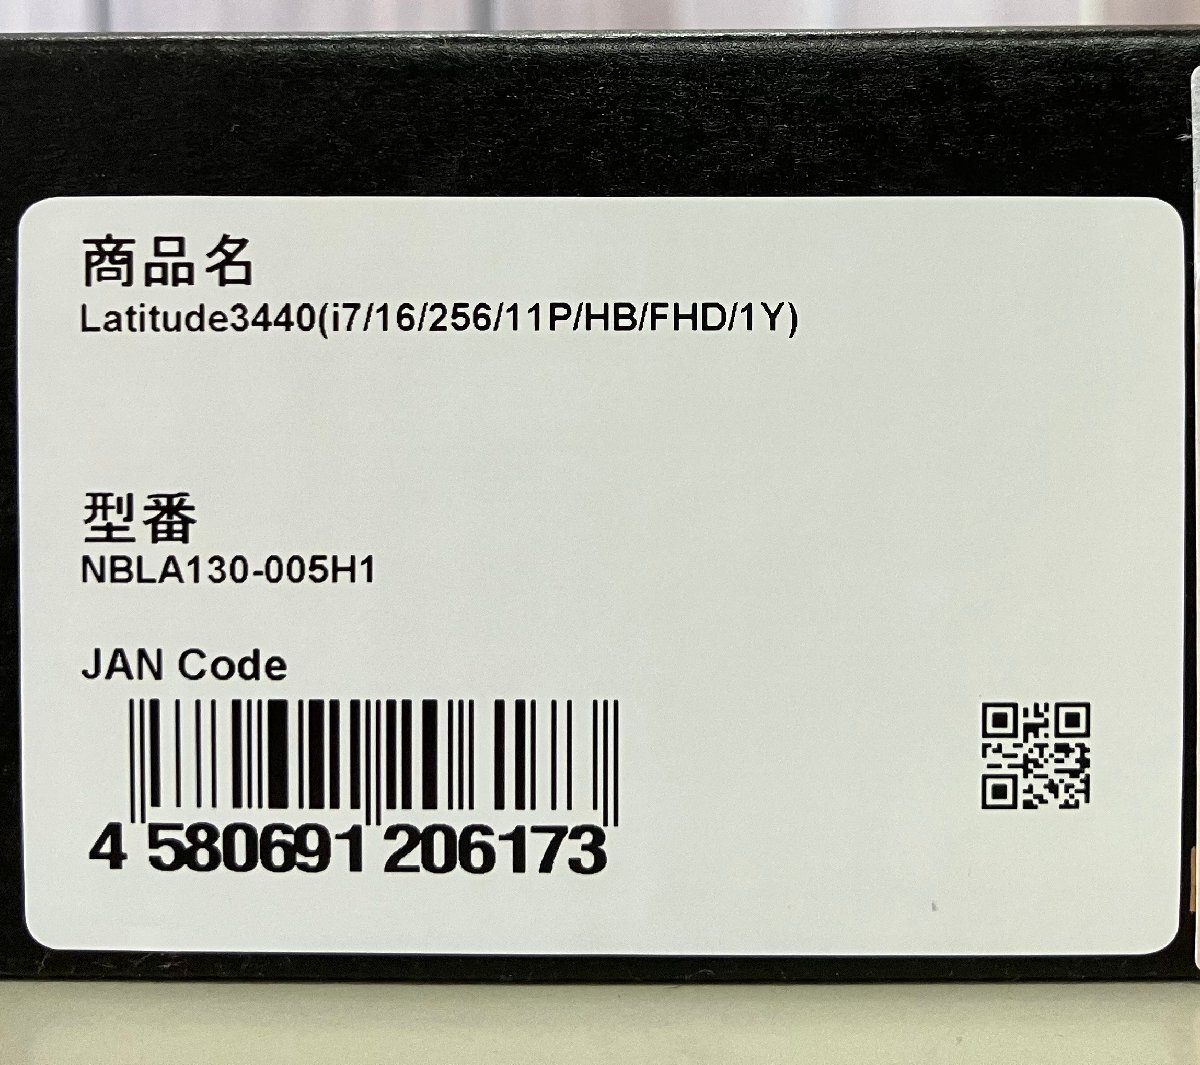 商品名
Latitude3440(i7/16/256/11P/HB/FHD/1Y)
型番
NBLA130-005H1
JAN Code
4 580691 206173